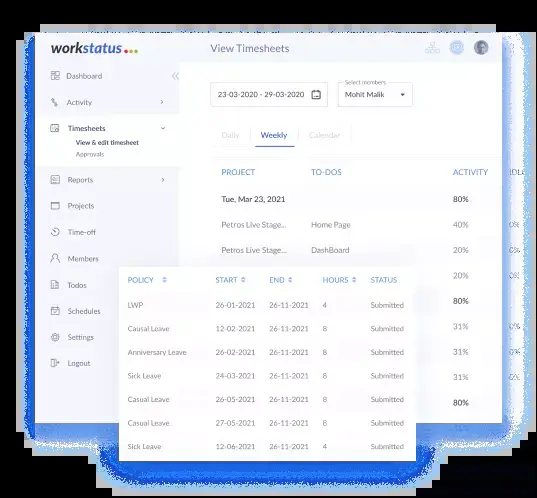 workstatus
View Timesheets
Dashboard
Activity
Timesheets
View & edit timesheet
Approvals
Reports
Projects
Time-off
Members
Todos
Schedules
Settings
Logout
23-03-2020 - 29-03-2020
Select members
Mohit Malik
Daily Weekly Calendar
PROJECT TO-DOS ACTIVITY
Tue, Mar 23, 2021 80%
Petros Live Stage... Home Page 40%
Petros Live Stage... DashBoard 20%
20%
80%
31%
31%
31%
80%
POLICY START END HOURS STATUS
LWP 26-01-2021 26-11-2021 4 Submitted
Causal Leave 12-02-2021 26-11-2021 8 Submitted
Anniversary Leave 26-02-2021 26-11-2021 8 Submitted
Sick Leave 24-03-2021 26-11-2021 8 Submitted
Casual Leave 26-05-2021 26-11-2021 8 Submitted
Casual Leave 27-05-2021 26-11-2021 8 Submitted
Sick Leave 12-06-2021 26-11-2021 4 Submitted